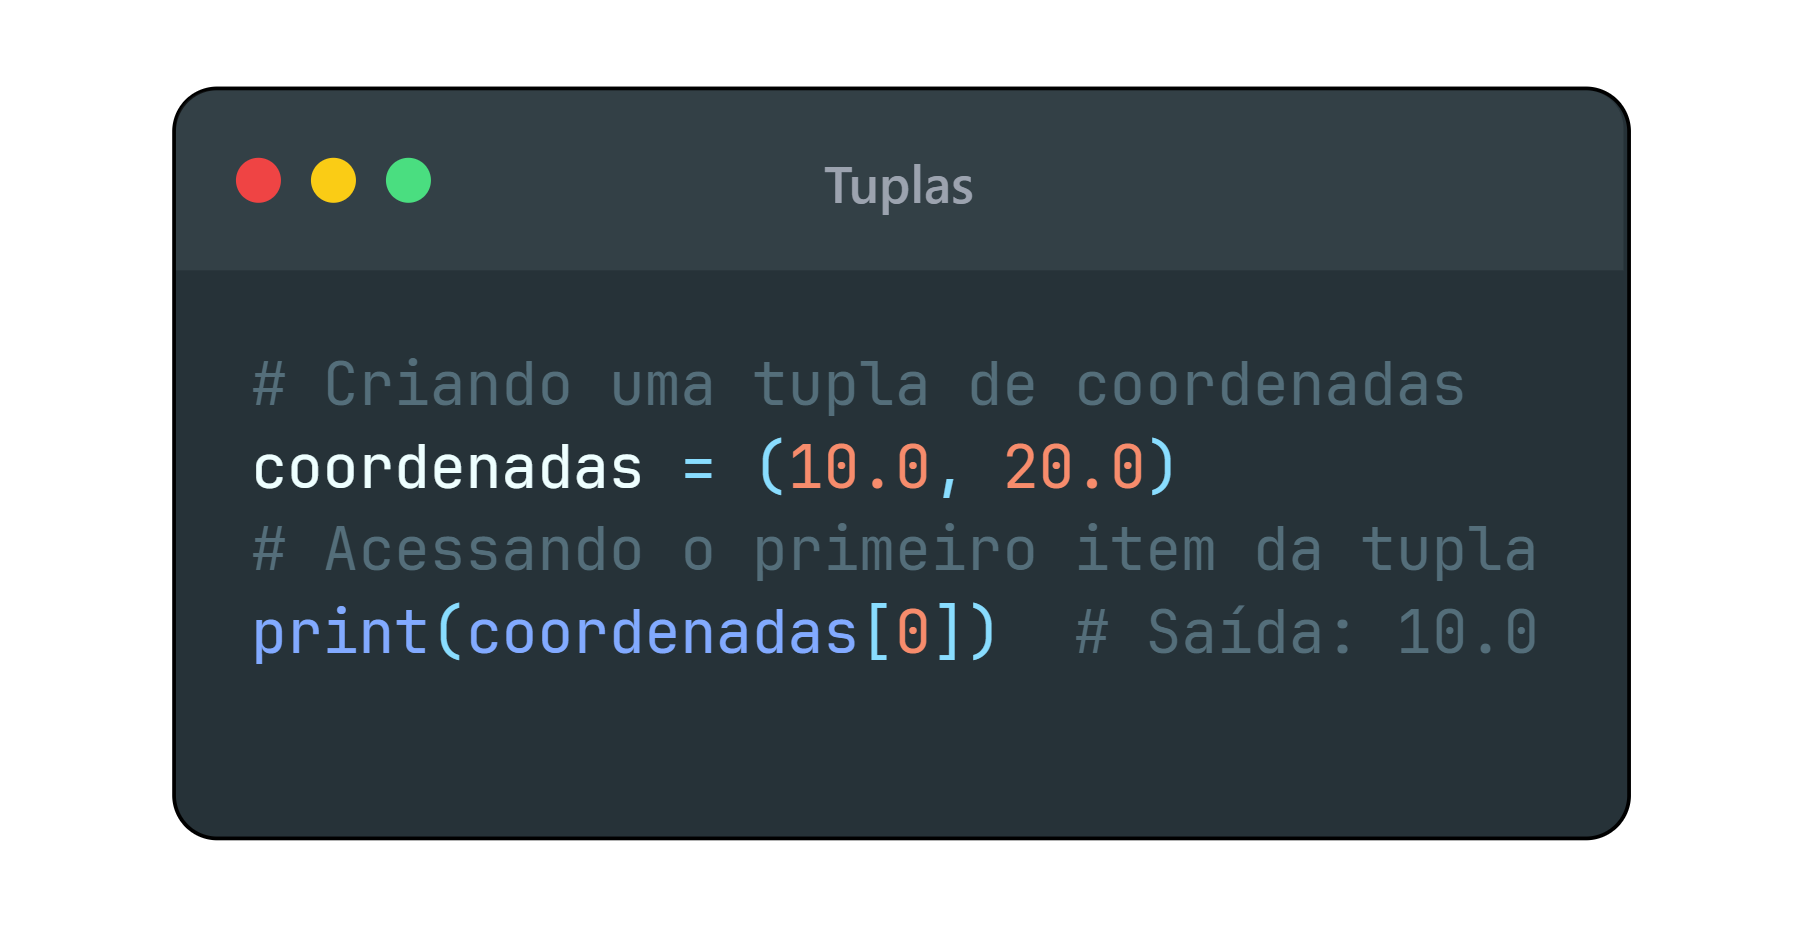 Tuplas
# Criando uma tupla de coordenadas
coordenadas = (10.0, 20.0)
# Acessando o primeiro item da tupla
print(coordenadas[0])  # Saída: 10.0